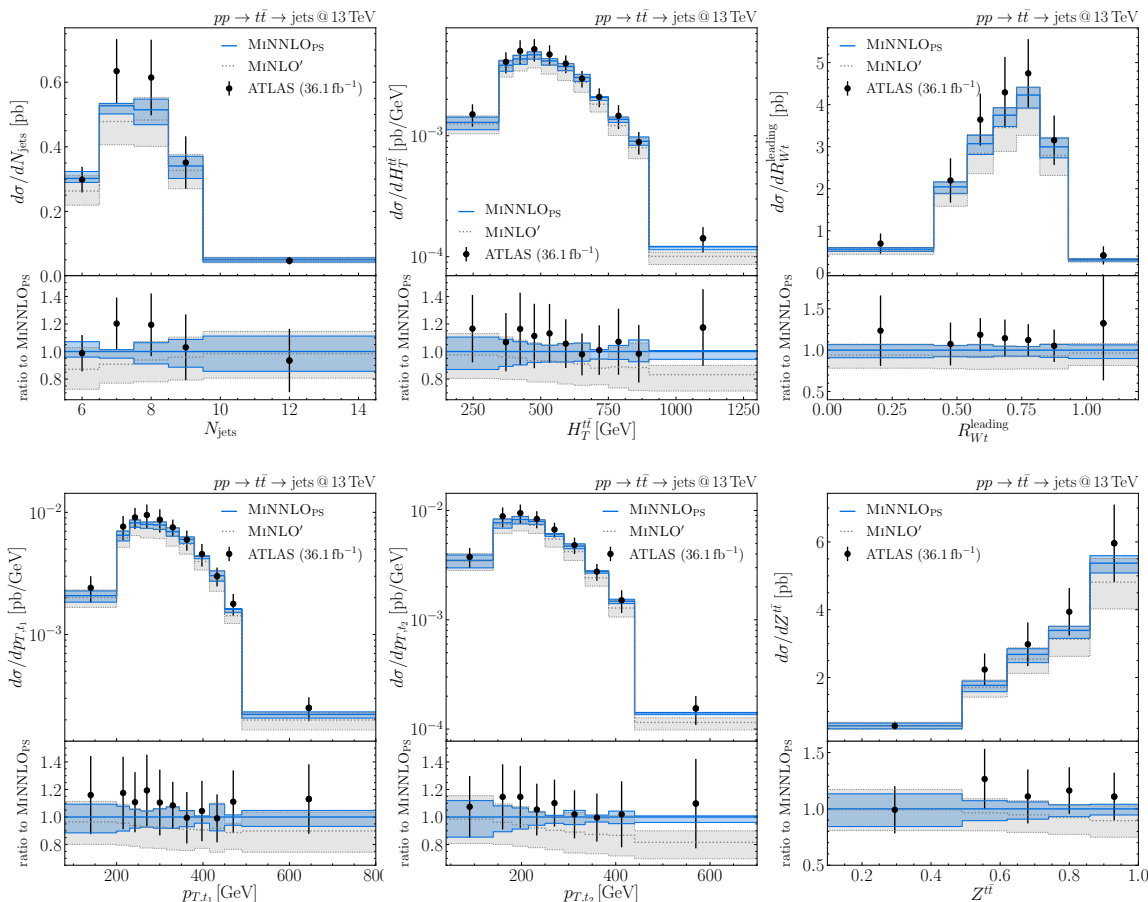 pp → tt̄ → jets @ 13 TeV
MiNNLO_PS
MiNLO′
ATLAS (36.1 fb⁻¹)
dσ/dN_jets [pb]
0.6
0.4
0.2
0.0
ratio to MiNNLO_PS
1.4
1.2
1.0
0.8
6 8 10 12 14
N_jets
pp → tt̄ → jets @ 13 TeV
MiNNLO_PS
MiNLO′
ATLAS (36.1 fb⁻¹)
dσ/dH_T^{tt̄} [pb/GeV]
10⁻³
10⁻⁴
ratio to MiNNLO_PS
1.4
1.2
1.0
0.8
250 500 750 1000 1250
H_T^{tt̄} [GeV]
pp → tt̄ → jets @ 13 TeV
MiNNLO_PS
MiNLO′
ATLAS (36.1 fb⁻¹)
dσ/dR_{Wt}^{leading} [pb]
5
4
3
2
1
0
ratio to MiNNLO_PS
1.5
1.0
0.5
0.00 0.25 0.50 0.75 1.00
R_{Wt}^{leading}
pp → tt̄ → jets @ 13 TeV
MiNNLO_PS
MiNLO′
ATLAS (36.1 fb⁻¹)
dσ/dp_{T,t₁} [pb/GeV]
10⁻²
10⁻³
ratio to MiNNLO_PS
1.4
1.2
1.0
0.8
200 400 600 800
p_{T,t₁} [GeV]
pp → tt̄ → jets @ 13 TeV
MiNNLO_PS
MiNLO′
ATLAS (36.1 fb⁻¹)
dσ/dp_{T,t₂} [pb/GeV]
10⁻²
10⁻³
10⁻⁴
ratio to MiNNLO_PS
1.4
1.2
1.0
0.8
200 400 600
p_{T,t₂} [GeV]
pp → tt̄ → jets @ 13 TeV
MiNNLO_PS
MiNLO′
ATLAS (36.1 fb⁻¹)
dσ/dZ^{tt̄} [pb]
6
4
2
ratio to MiNNLO_PS
1.5
1.0
0.5
0.0 0.2 0.4 0.6 0.8 1.0
Z^{tt̄}